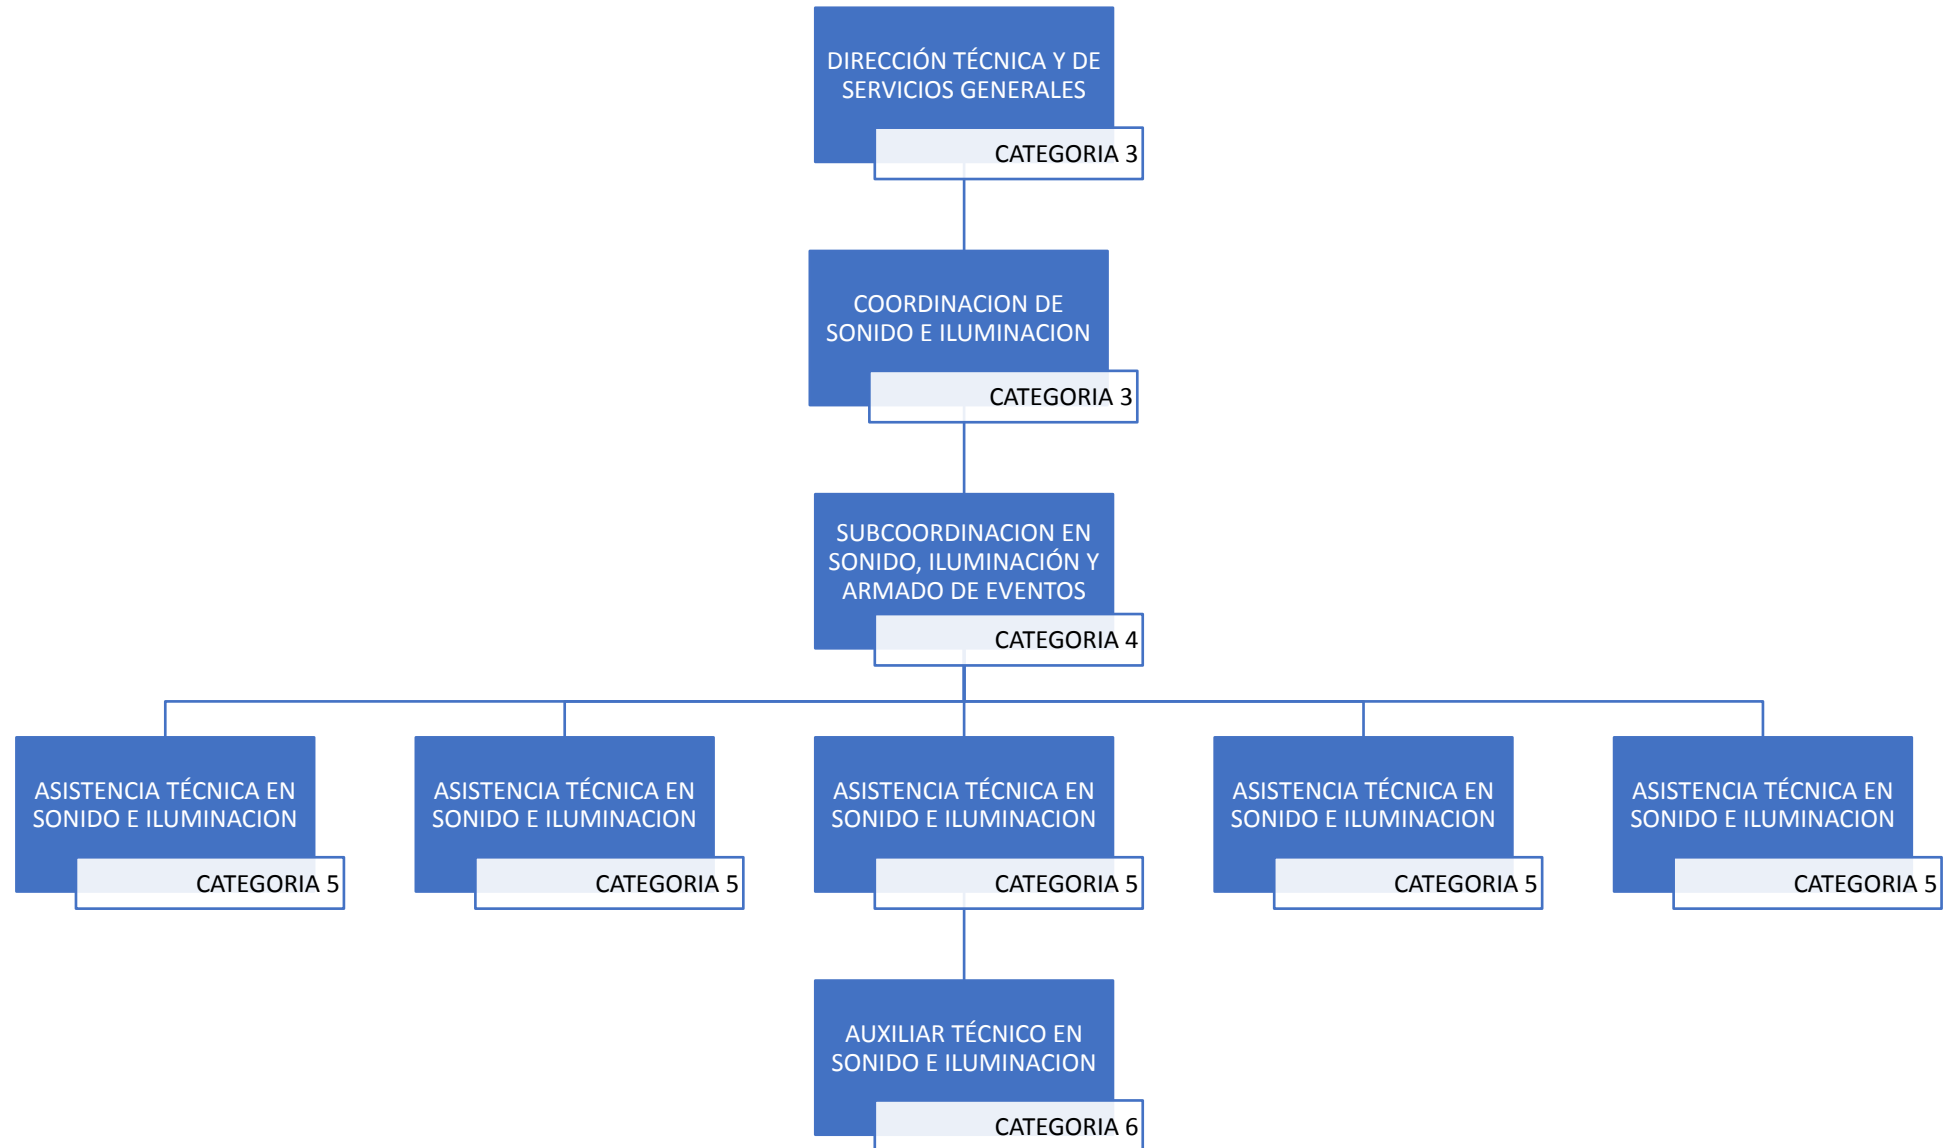 DIRECCIÓN TÉCNICA Y DE
SERVICIOS GENERALES
CATEGORIA 3
COORDINACION DE
SONIDO E ILUMINACION
CATEGORIA 3
SUBCOORDINACION EN
SONIDO, ILUMINACIÓN Y
ARMADO DE EVENTOS
CATEGORIA 4
ASISTENCIA TÉCNICA EN
SONIDO E ILUMINACION
CATEGORIA 5
ASISTENCIA TÉCNICA EN
SONIDO E ILUMINACION
CATEGORIA 5
ASISTENCIA TÉCNICA EN
SONIDO E ILUMINACION
CATEGORIA 5
ASISTENCIA TÉCNICA EN
SONIDO E ILUMINACION
CATEGORIA 5
ASISTENCIA TÉCNICA EN
SONIDO E ILUMINACION
CATEGORIA 5
AUXILIAR TÉCNICO EN
SONIDO E ILUMINACION
CATEGORIA 6